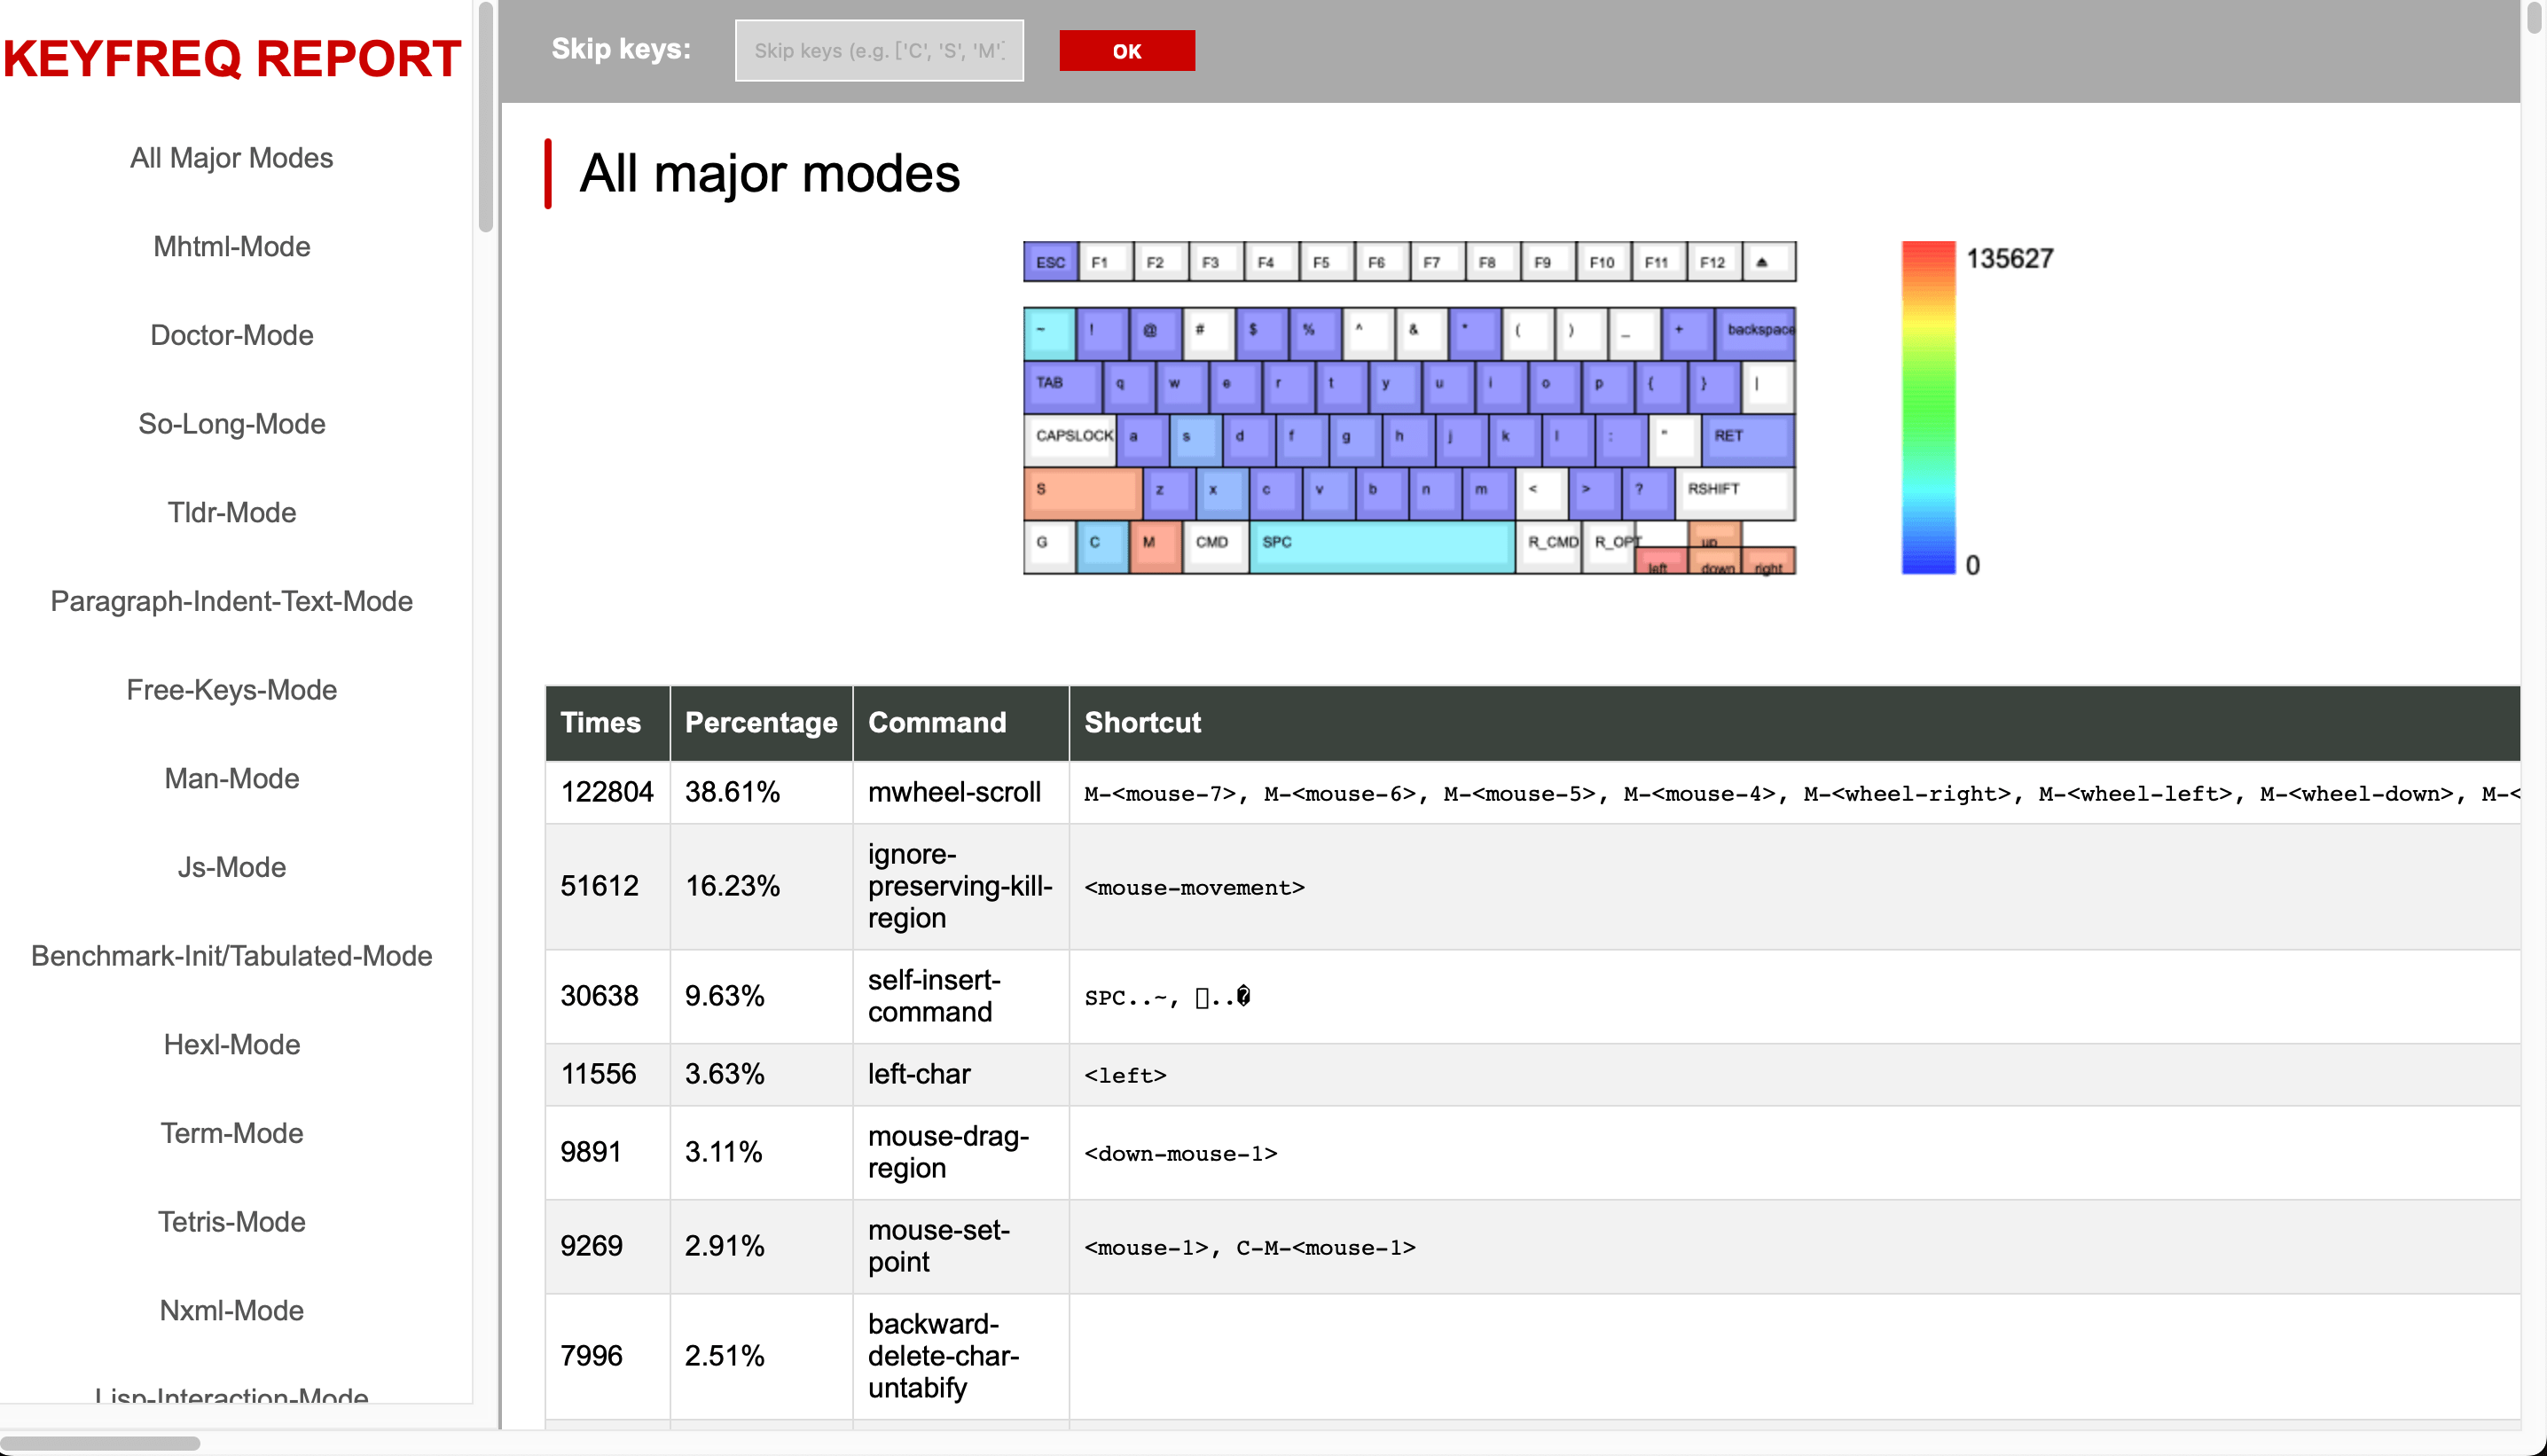 KEYFREQ REPORT
All Major Modes
Mhtml-Mode
Doctor-Mode
So-Long-Mode
Tldr-Mode
Paragraph-Indent-Text-Mode
Free-Keys-Mode
Man-Mode
Js-Mode
Benchmark-Init/Tabulated-Mode
Hexl-Mode
Term-Mode
Tetris-Mode
Nxml-Mode
Lisp-Interaction-Mode
Skip keys: Skip keys (e.g. ['C', 'S', 'M'] OK
All major modes
ESC F1 F2 F3 F4 F5 F6 F7 F8 F9 F10 F11 F12 ⏏
~ ! @ # $ % ^ & * ( ) _ + backspace
TAB q w e r t y u i o p { } |
CAPSLOCK a s d f g h j k l : " RET
S z x c v b n m < > ? RSHIFT
G C M CMD SPC R_CMD R_OPT up
left down right
135627
0
Times Percentage Command Shortcut
122804 38.61% mwheel-scroll M-<mouse-7>, M-<mouse-6>, M-<mouse-5>, M-<mouse-4>, M-<wheel-right>, M-<wheel-left>, M-<wheel-down>, M-<
51612 16.23% ignore-
preserving-kill-
region <mouse-movement>
30638 9.63% self-insert-
command SPC..~, ..�
11556 3.63% left-char <left>
9891 3.11% mouse-drag-
region <down-mouse-1>
9269 2.91% mouse-set-
point <mouse-1>, C-M-<mouse-1>
7996 2.51% backward-
delete-char-
untabify